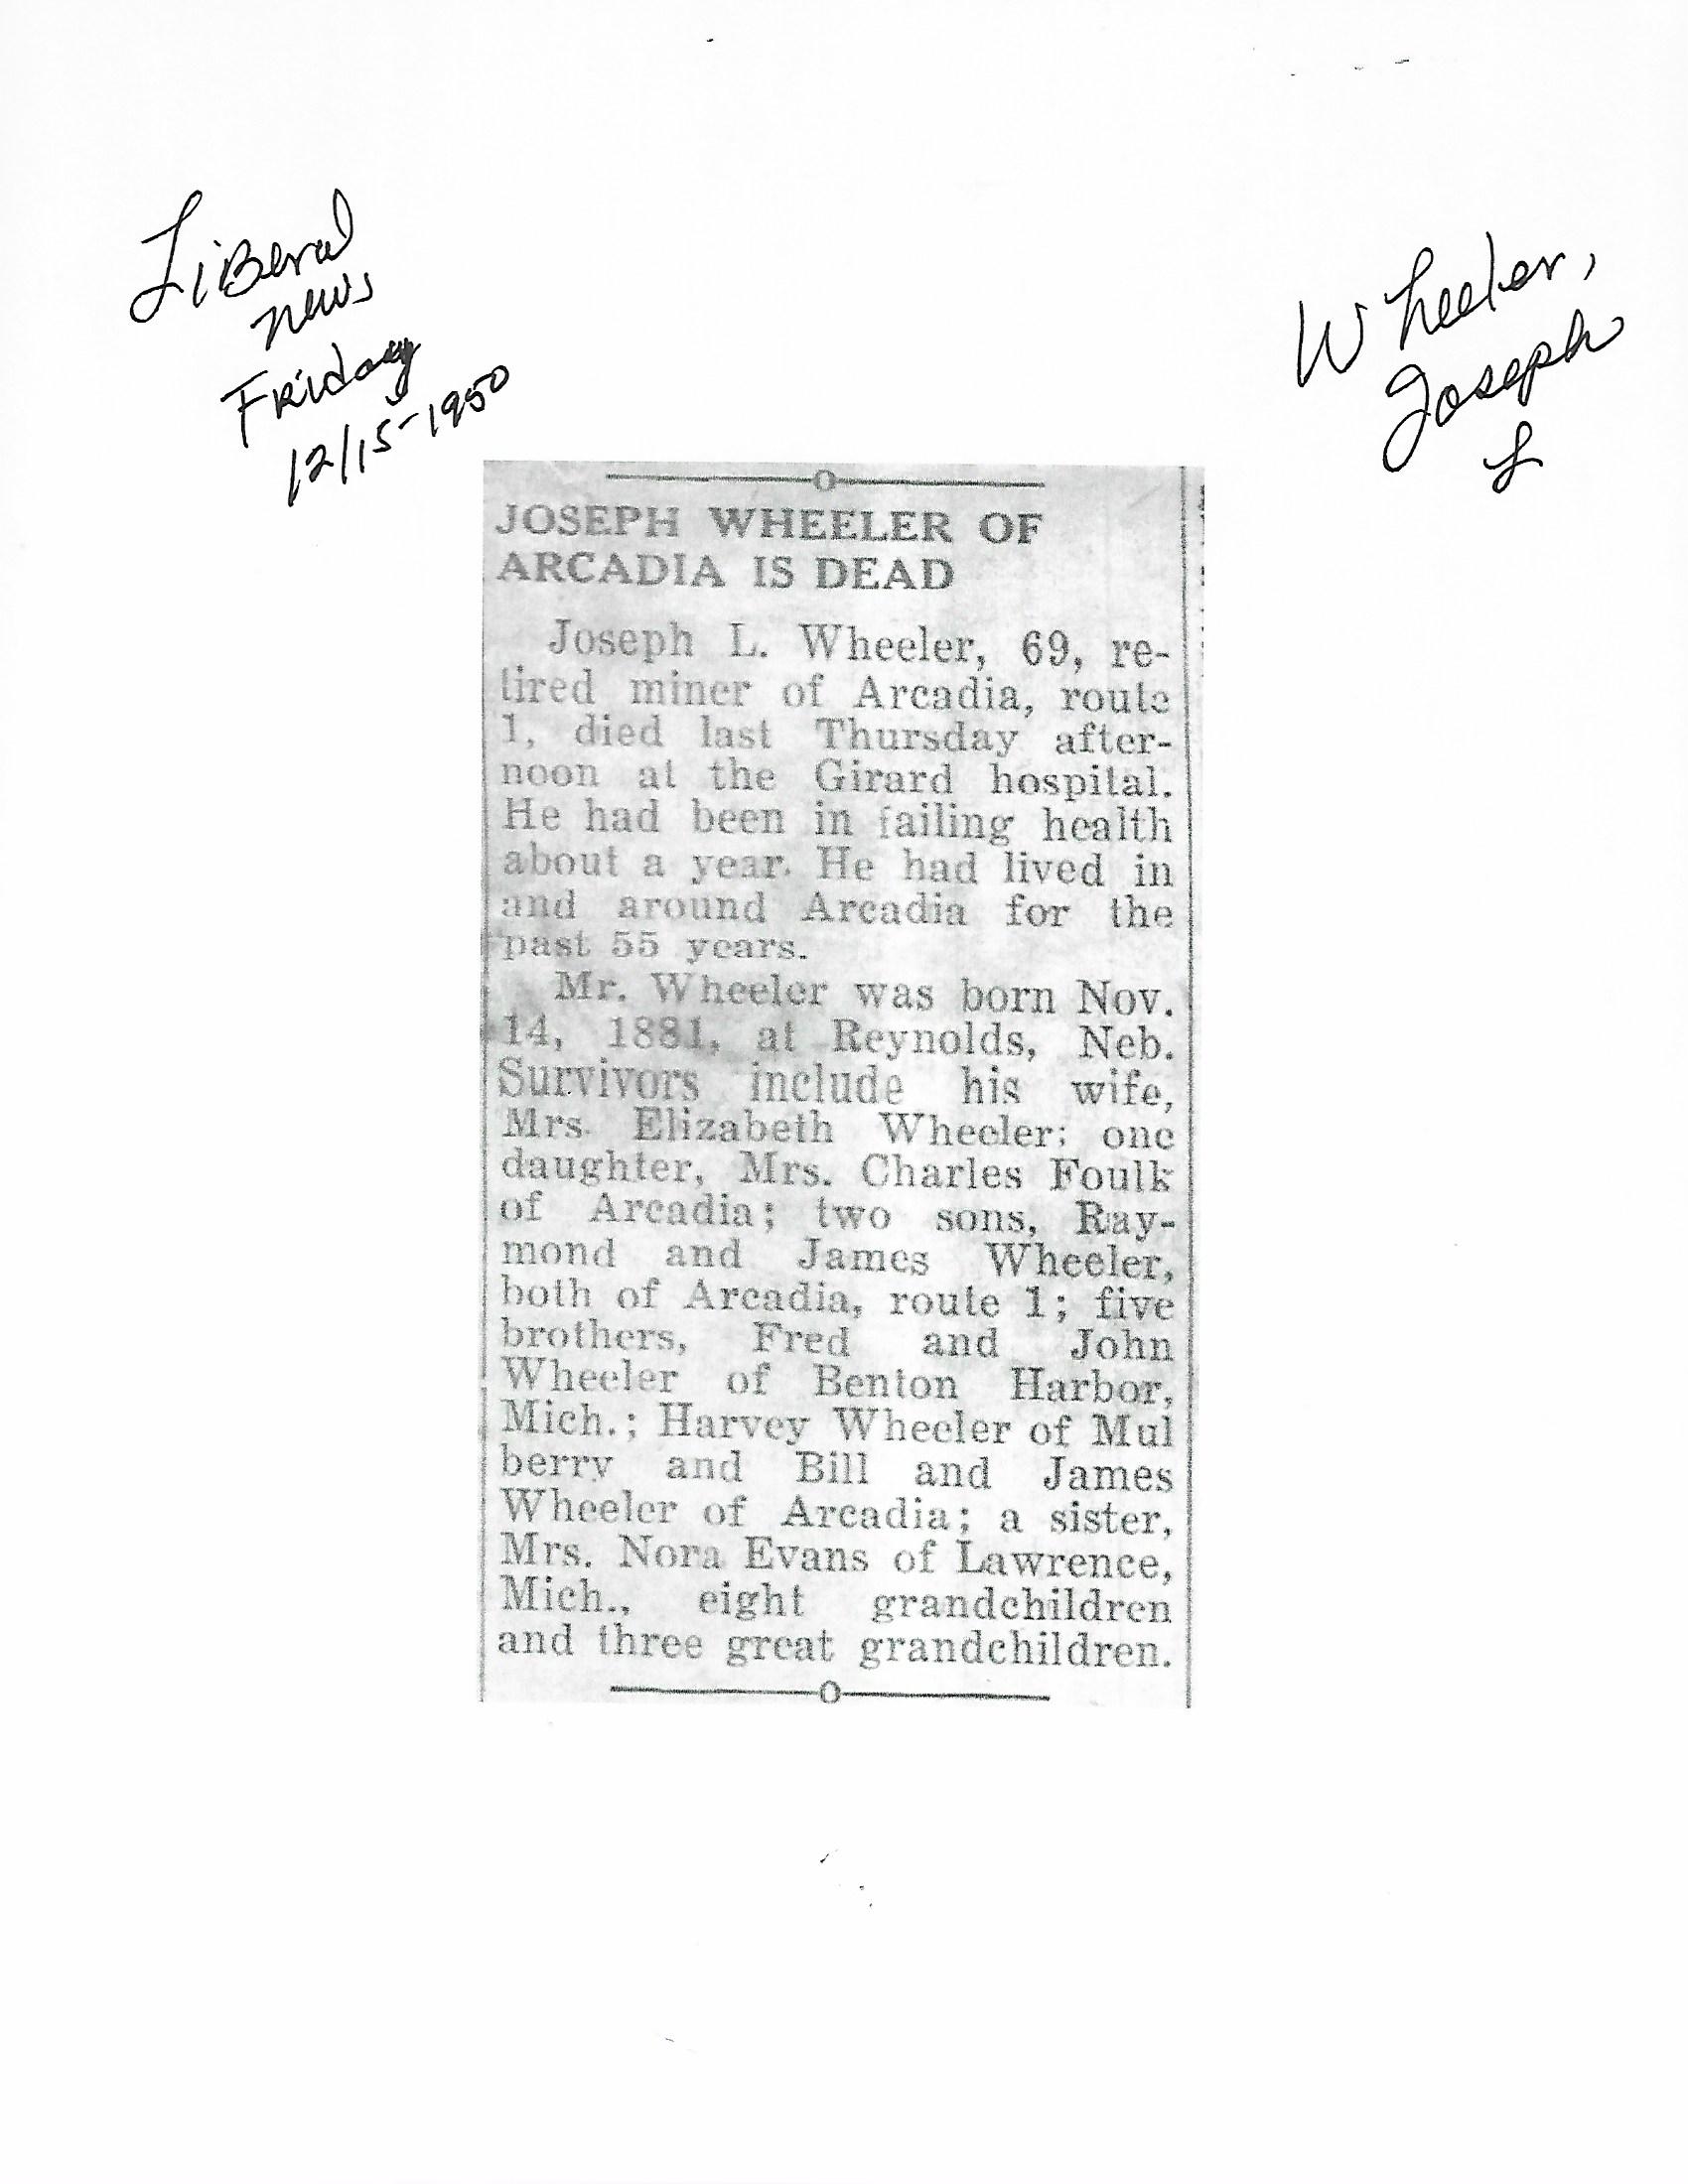 LiBeral
news
Friday
12/15-1950
Wheeler,
Joseph
L
JOSEPH WHEELER OF
ARCADIA IS DEAD
Joseph L. Wheeler, 69, re-
tired miner of Arcadia, route
1, died last Thursday after-
noon at the Girard hospital.
He had been in failing health
about a year. He had lived in
and around Arcadia for the
past 55 years.
Mr. Wheeler was born Nov.
14, 1881, at Reynolds, Neb.
Survivors include his wife,
Mrs. Elizabeth Wheeler; one
daughter, Mrs. Charles Foulk
of Arcadia; two sons, Ray-
mond and James Wheeler,
both of Arcadia, route 1; five
brothers, Fred and John
Wheeler of Benton Harbor,
Mich.; Harvey Wheeler of Mul
berry and Bill and James
Wheeler of Arcadia; a sister,
Mrs. Nora Evans of Lawrence,
Mich., eight grandchildren
and three great grandchildren.